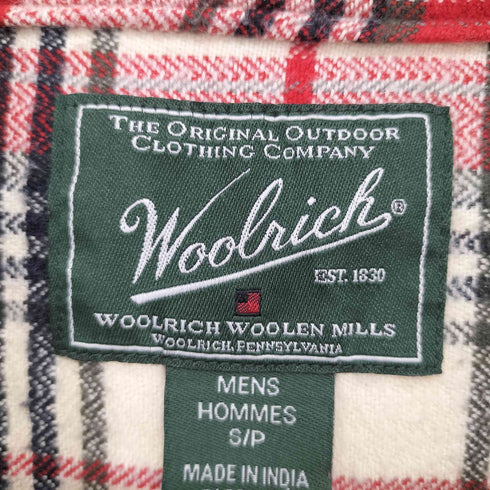 THE ORIGINAL OUTDOOR
CLOTHING COMPANY
Woolrich®
EST. 1830
WOOLRICH WOOLEN MILLS
WOOLRICH, PENNSYLVANIA
MENS
HOMMES
S/P
MADE IN INDIA